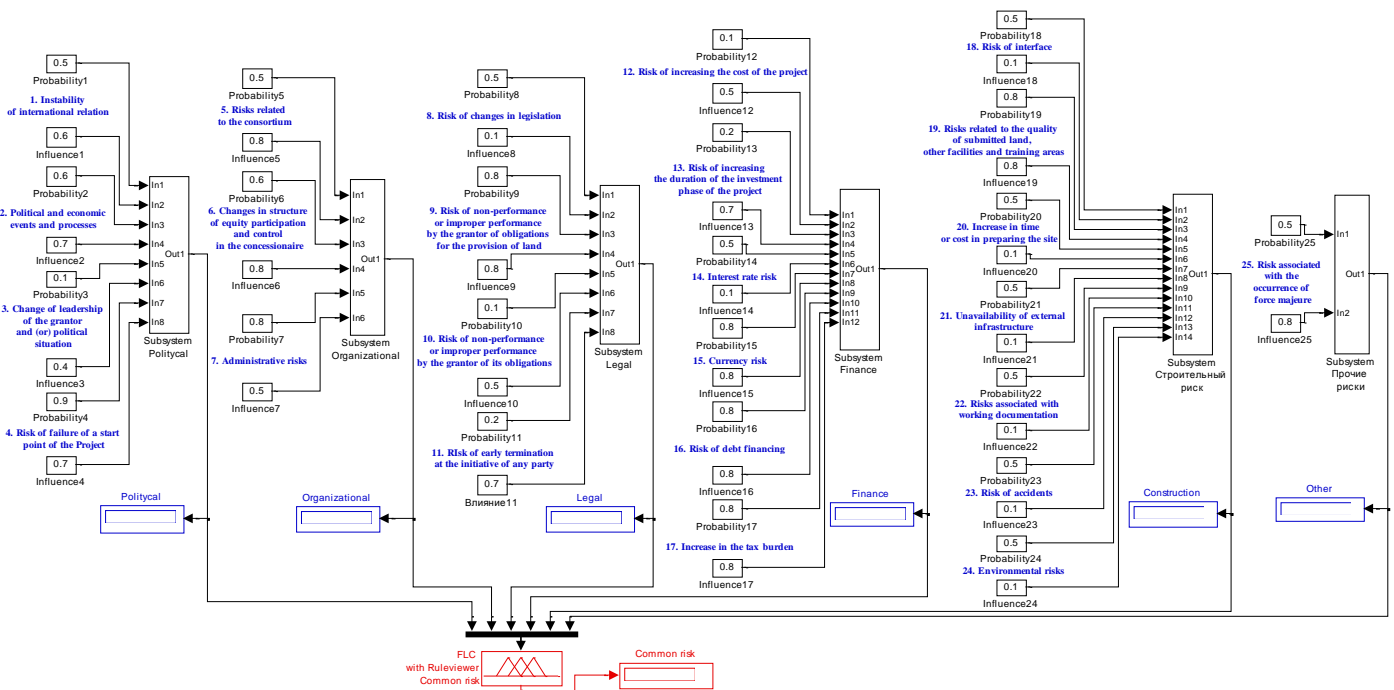 0.5
Probability1
1. Instability
of international relation
0.6
Influence1
0.6
Probability2
2. Political and economic
events and processes
0.7
Influence2
0.1
Probability3
3. Change of leadership
of the grantor
and (or) political
situation
0.4
Influence3
0.9
Probability4
4. Risk of failure of a start
point of the Project
0.7
Influence4
In1
In2
In3
In4
In5
In6
In7
In8
Out1
Subsystem
Politycal
Politycal
0.5
Probability5
5. Risks related
to the consortium
0.8
Influence5
0.6
Probability6
6. Changes in structure
of equity participation
and control
in the concessionaire
0.8
Influence6
0.8
Probability7
7. Administrative risks
0.5
Influence7
In1
In2
In3
In4
In5
In6
Out1
Subsystem
Organizational
Organizational
0.5
Probability8
8. Risk of changes in legislation
0.1
Influence8
0.8
Probability9
9. Risk of non-performance
or improper performance
by the grantor of obligations
for the provision of land
0.8
Influence9
0.1
Probability10
10. Risk of non-performance
or improper performance
by the grantor of its obligations
0.5
Influence10
0.2
Probability11
11. RIsk of early termination
at the initiative of any party
0.7
Влияние11
In1
In2
In3
In4
In5
In6
In7
In8
Out1
Subsystem
Legal
Legal
0.1
Probability12
12. Risk of increasing the cost of the project
0.5
Influence12
0.2
Probability13
13. Risk of increasing
the duration of the investment
phase of the project
0.7
Influence13
0.5
Probability14
14. Interest rate risk
0.1
Influence14
0.8
Probability15
15. Currency risk
0.8
Influence15
0.8
Probability16
16. Risk of debt financing
0.8
Influence16
0.8
Probability17
17. Increase in the tax burden
0.8
Influence17
In1
In2
In3
In4
In5
In6
In7
In8
In9
In10
In11
In12
Out1
Subsystem
Finance
Finance
0.5
Probability18
18. Risk of interface
0.1
Influence18
0.8
Probability19
19. Risks related to the quality
of submitted land,
other facilities and training areas
0.8
Influence19
0.5
Probability20
20. Increase in time
or cost in preparing the site
0.1
Influence20
0.5
Probability21
21. Unavailability of external
infrastructure
0.1
Influence21
0.5
Probability22
22. Risks associated with
working documentation
0.1
Influence22
0.5
Probability23
23. Risk of accidents
0.1
Influence23
0.5
Probability24
24. Environmental risks
0.1
Influence24
In1
In2
In3
In4
In5
In6
In7
In8
In9
In10
In11
In12
In13
In14
Out1
Subsystem
Строительный
риск
Construction
0.5
Probability25
25. Risk associated
with the
occurrence of
force majeure
0.8
Influence25
In1
In2
Out1
Subsystem
Прочие
риски
Other
FLC
with Ruleviewer
Common risk
Common risk